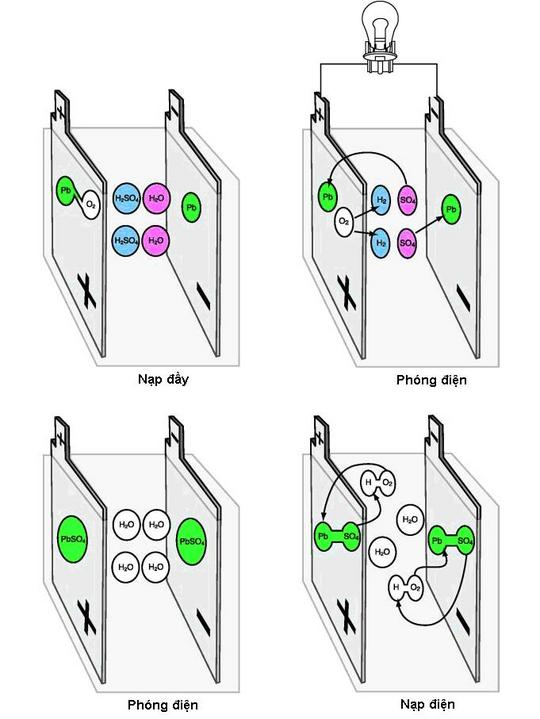 +
−
Pb
O₂
H₂SO₄
H₂O
Pb
H₂SO₄
H₂O
+
−
Nạp đầy
+
−
Pb
O₂
H₂
SO₄
Pb
H₂
SO₄
+
−
Phóng điện
+
−
PbSO₄
H₂O
H₂O
PbSO₄
H₂O
H₂O
+
−
Phóng điện
+
−
H
O₂
Pb
SO₄
H₂O
Pb
SO₄
H₂O
H
O₂
+
−
Nạp điện